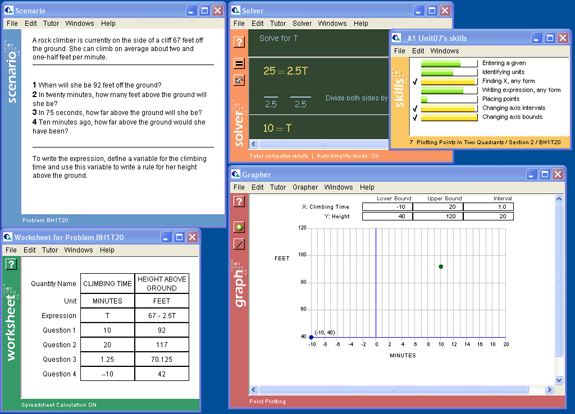 Scenario
File Edit Tutor Windows Help
scenario
A rock climber is currently on the side of a cliff 67 feet off
the ground. She can climb on average about two and
one-half feet per minute.
1 When will she be 92 feet off the ground?
2 In twenty minutes, how many feet above the ground will
she be?
3 In 75 seconds, how far above the ground will she be?
4 Ten minutes ago, how far above the ground would she
have been?
To write the expression, define a variable for the climbing
time and use this variable to write a rule for her height
above the ground.
Problem BH1T20
Solver
File Edit Tutor Solver Windows Help
solver
Solve for T
25 = 2.5T
2.5 2.5
Divide both sides by
10 = T
Tutor computes results | Auto-simplify mode: On
_A1 Unit07's skills
File Edit Windows
skills
Entering a given
Identifying units
Finding X, any form
Writing expression, any form
Placing points
Changing axis intervals
Changing axis bounds
7 Plotting Points in Two Quadrants / Section 2 / BH1T20
Worksheet for Problem BH1T20
File Edit Tutor Windows Help
worksheet
Quantity Name CLIMBING TIME HEIGHT ABOVE GROUND
Unit MINUTES FEET
Expression T 67 - 2.5T
Question 1 10 92
Question 2 20 117
Question 3 1.25 70.125
Question 4 –10 42
Spreadsheet Calculation ON
Grapher
File Edit Tutor Grapher Windows Help
graph
Lower Bound Upper Bound Interval
X: Climbing Time -10 20 1.0
Y: Height 40 120 20
120
100
80
60
40
FEET
(-10, 40)
-10 -8 -6 -4 -2 0 2 4 6 8 10 12 14 16 18 20
MINUTES
Point Plotting